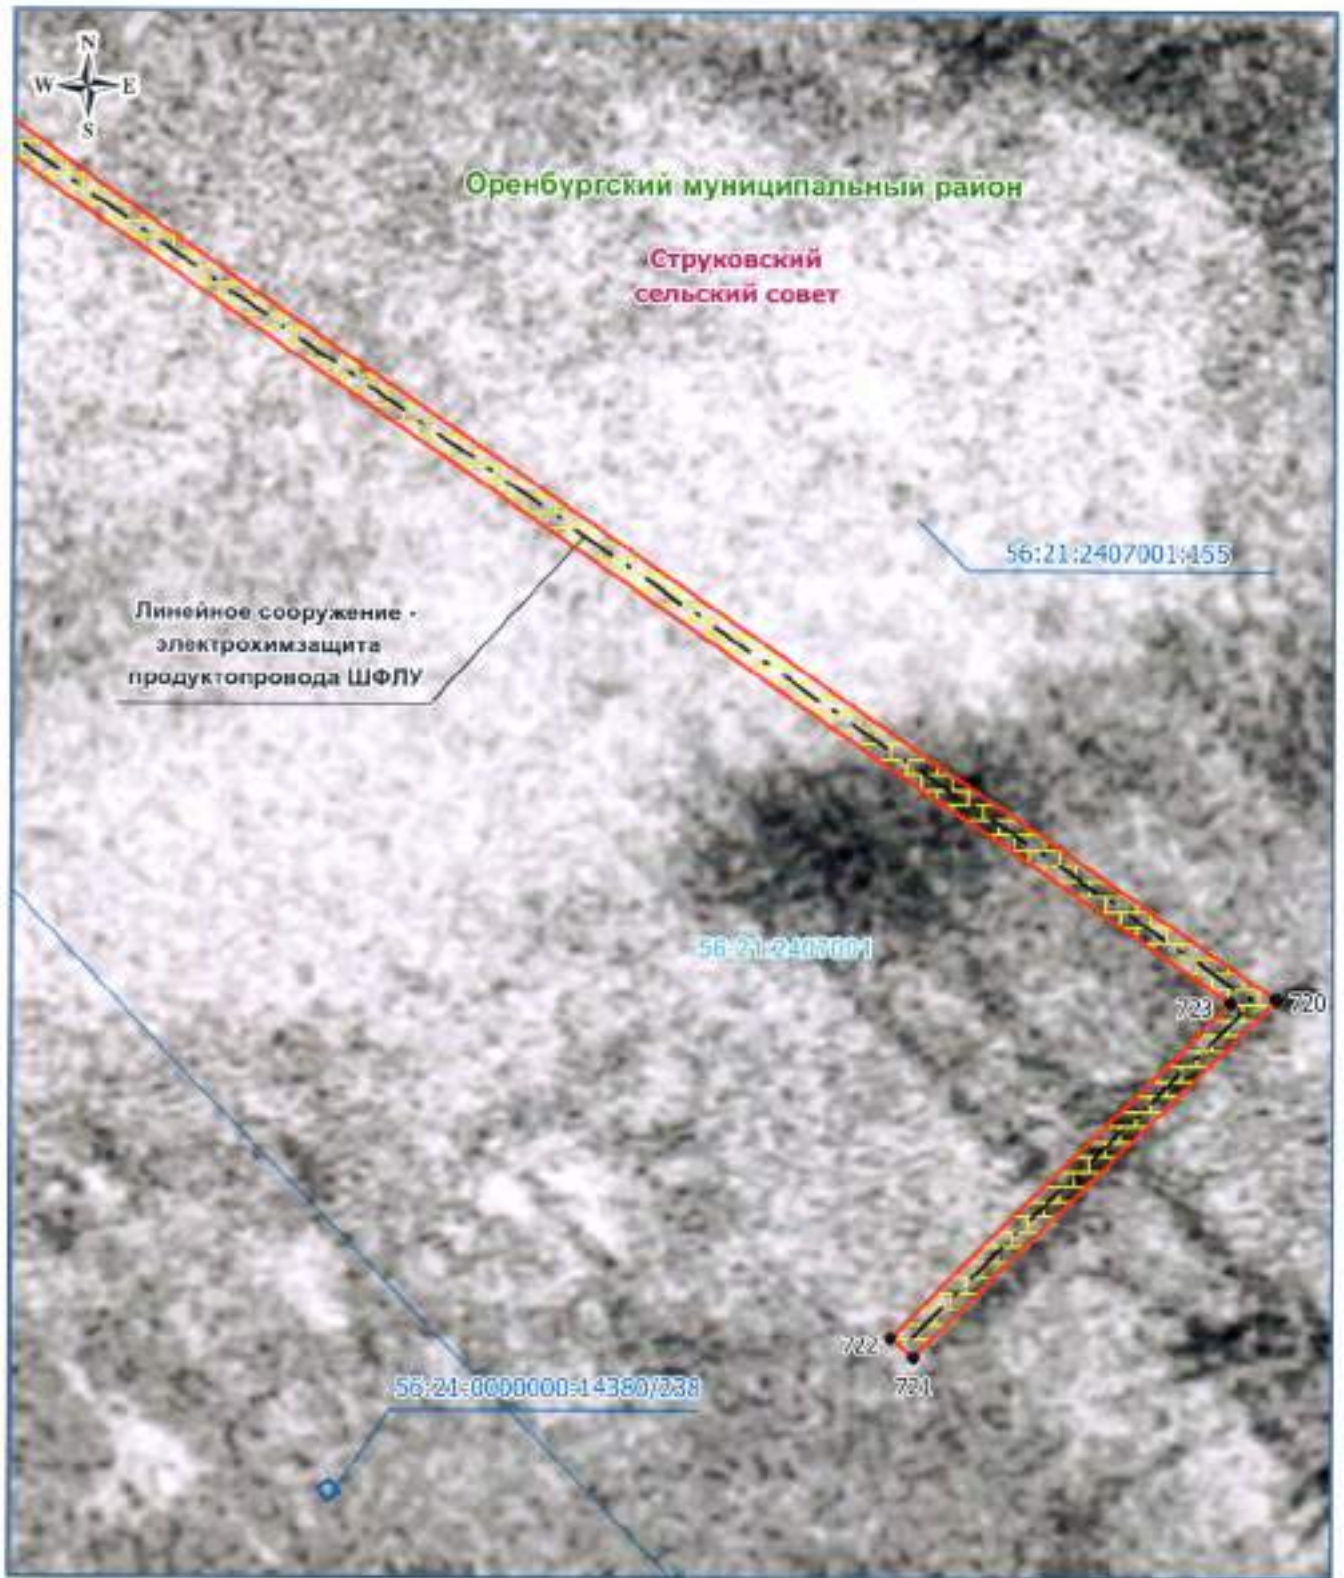 N
W E
S
Оренбургский муниципальный район
Струковский
сельский совет
56:21:2407001:155
Линейное сооружение -
электрохимзащита
продуктопровода ШФЛУ
56:21:2407001
723
720
722
721
56:21:0000000:14380/238